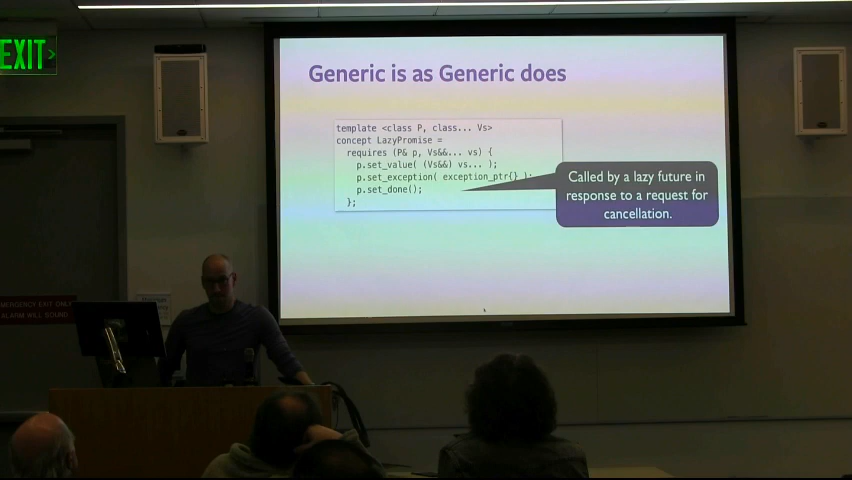 EXIT
Generic is as Generic does
template <class P, class... Vs>
concept LazyPromise =
requires (P& p, Vs&&... vs) {
p.set_value( (Vs&&) vs... );
p.set_exception( exception_ptr{} );
p.set_done();
};
Called by a lazy future in
response to a request for
cancellation.
EMERGENCY EXIT ONLY
ALARM WILL SOUND